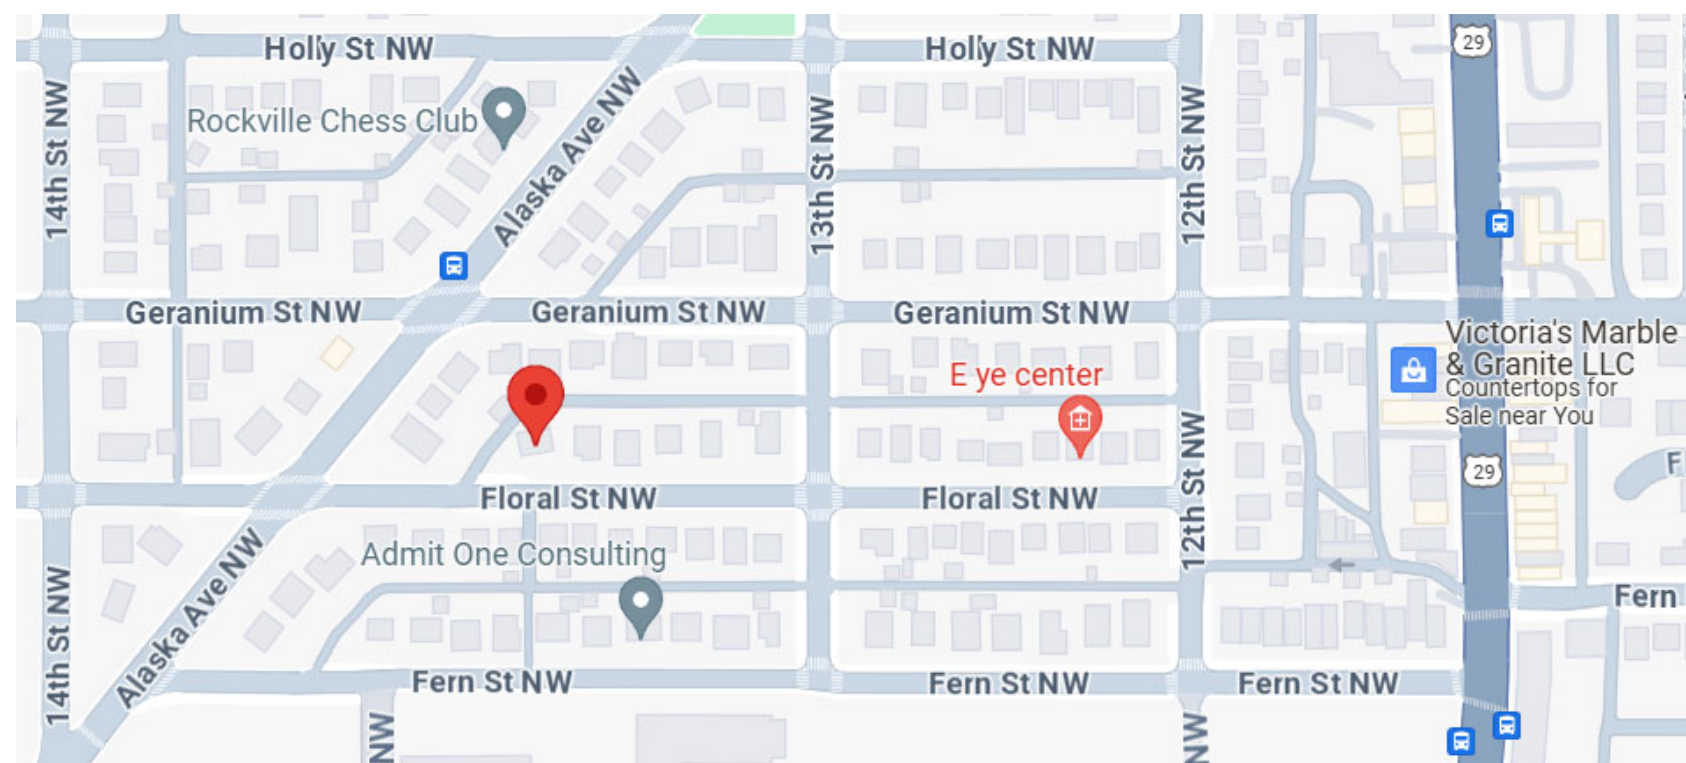 Holly St NW
Holly St NW
29
14th St NW
Rockville Chess Club
Alaska Ave NW
13th St NW
12th St NW
Geranium St NW
Geranium St NW
Geranium St NW
Victoria's Marble
& Granite LLC
Countertops for
Sale near You
E ye center
29
12th St NW
Floral St NW
Floral St NW
Admit One Consulting
Alaska Ave NW
14th St NW
Fern
Fern St NW
Fern St NW
Fern St NW
NW
NW